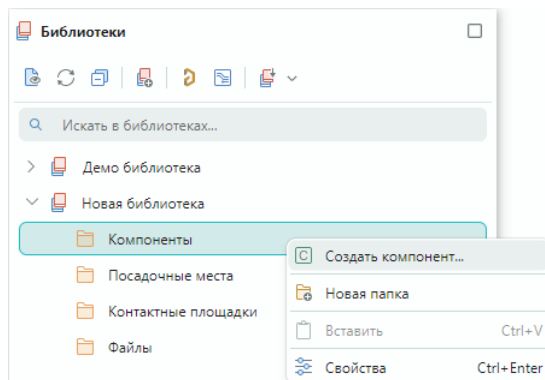 Библиотеки
Искать в библиотеках...
Демо библиотека
Новая библиотека
Компоненты
Создать компонент...
Посадочные места
Новая папка
Контактные площадки
Вставить Ctrl+V
Файлы
Свойства Ctrl+Enter